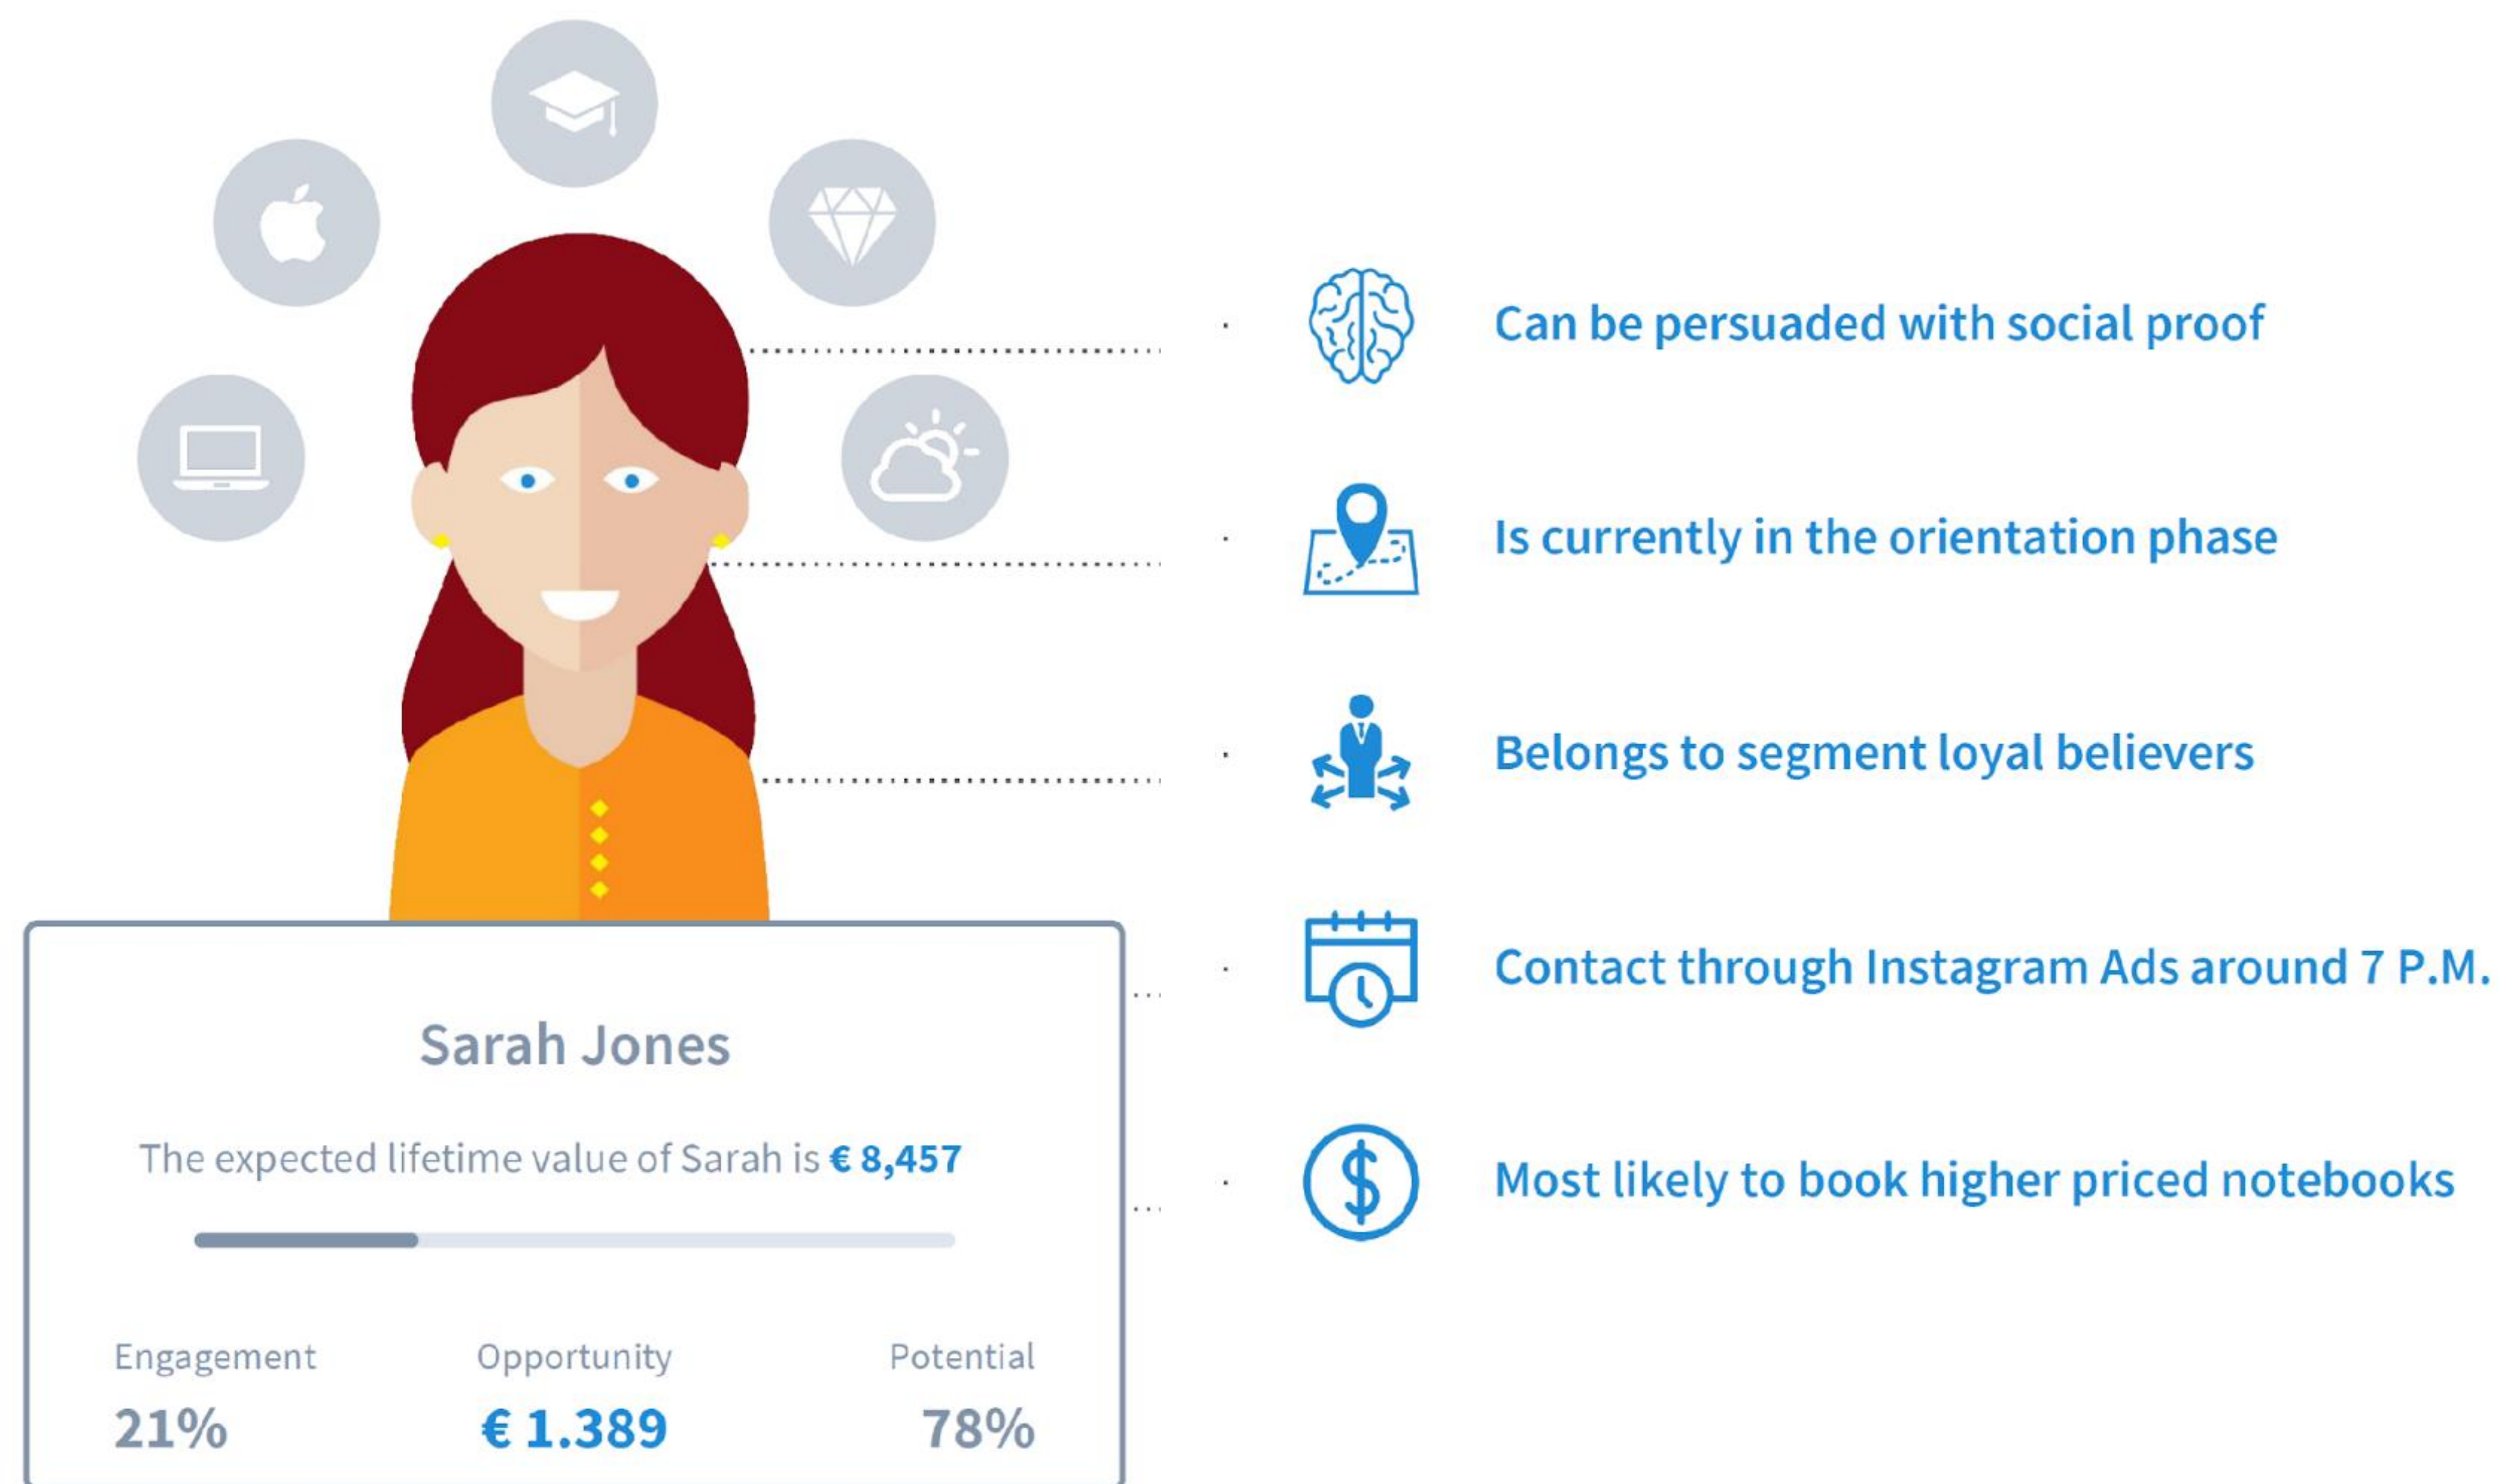 Can be persuaded with social proof
Is currently in the orientation phase
Belongs to segment loyal believers
Contact through Instagram Ads around 7 P.M.
Most likely to book higher priced notebooks
Sarah Jones
The expected lifetime value of Sarah is € 8,457
Engagement
21%
Opportunity
€ 1.389
Potential
78%